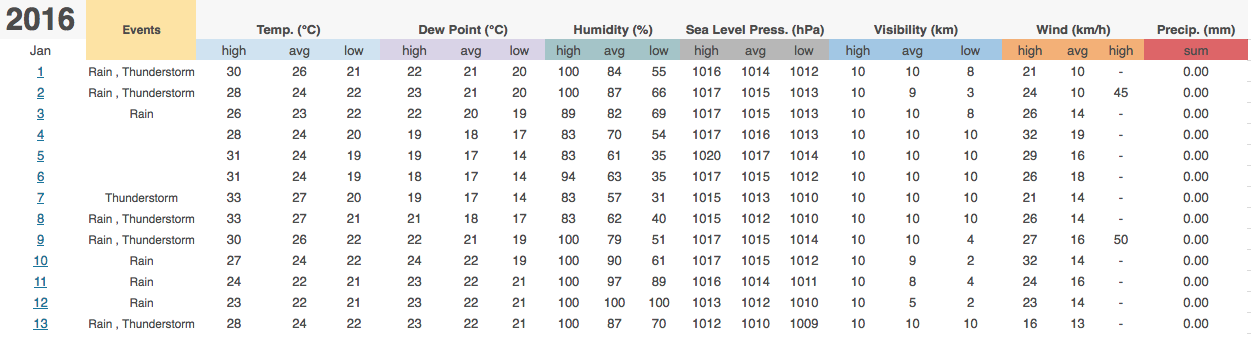 2016 Events Temp. (°C) Dew Point (°C) Humidity (%) Sea Level Press. (hPa) Visibility (km) Wind (km/h) Precip. (mm)
Jan high avg low high avg low high avg low high avg low high avg low high avg high sum
1 Rain , Thunderstorm 30 26 21 22 21 20 100 84 55 1016 1014 1012 10 10 8 21 10 - 0.00
2 Rain , Thunderstorm 28 24 22 23 21 20 100 87 66 1017 1015 1013 10 9 3 24 10 45 0.00
3 Rain 26 23 22 22 20 19 89 82 69 1017 1015 1013 10 10 8 26 14 - 0.00
4 28 24 20 19 18 17 83 70 54 1017 1016 1013 10 10 10 32 19 - 0.00
5 31 24 19 19 17 14 83 61 35 1020 1017 1014 10 10 10 29 16 - 0.00
6 31 24 19 18 17 14 94 63 35 1017 1015 1012 10 10 10 26 18 - 0.00
7 Thunderstorm 33 27 20 19 17 14 83 57 31 1015 1013 1010 10 10 10 21 14 - 0.00
8 Rain , Thunderstorm 33 27 21 21 18 17 83 62 40 1015 1012 1010 10 10 10 26 14 - 0.00
9 Rain , Thunderstorm 30 26 22 22 21 19 100 79 51 1017 1015 1014 10 10 4 27 16 50 0.00
10 Rain 27 24 22 24 22 19 100 90 61 1017 1015 1012 10 9 2 32 14 - 0.00
11 Rain 24 22 21 23 22 21 100 97 89 1016 1014 1011 10 8 4 24 16 - 0.00
12 Rain 23 22 21 23 22 21 100 100 100 1013 1012 1010 10 5 2 23 14 - 0.00
13 Rain , Thunderstorm 28 24 22 23 22 21 100 87 70 1012 1010 1009 10 10 10 16 13 - 0.00